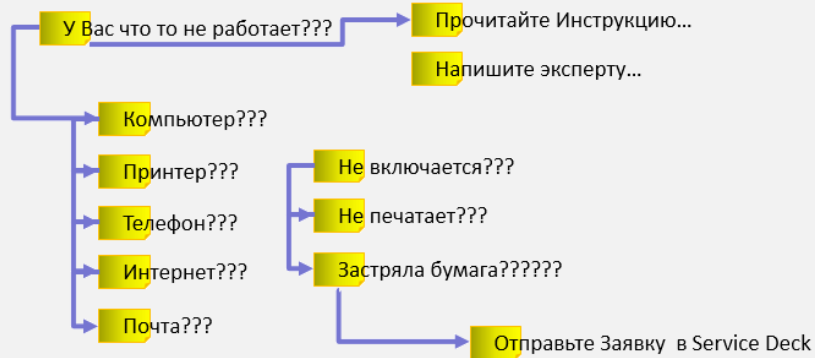 У Вас что то не работает???
Прочитайте Инструкцию...
Напишите эксперту...
Компьютер???
Принтер???
Телефон???
Интернет???
Почта???
Не включается???
Не печатает???
Застряла бумага??????
Отправьте Заявку в Service Deck